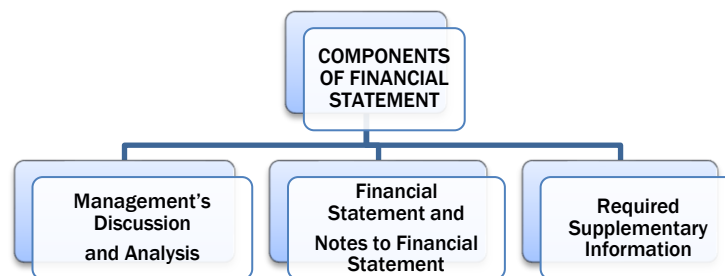 COMPONENTS
OF FINANCIAL
STATEMENT
Management’s
Discussion
and Analysis
Financial
Statement and
Notes to Financial
Statement
Required
Supplementary
Information